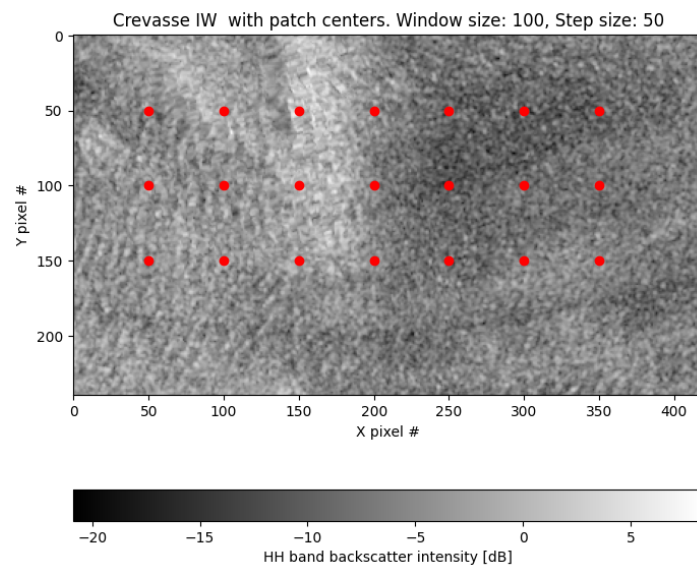 Crevasse IW  with patch centers. Window size: 100, Step size: 50
0
50
100
150
200
Y pixel #
0 50 100 150 200 250 300 350 400
X pixel #
−20 −15 −10 −5 0 5
HH band backscatter intensity [dB]